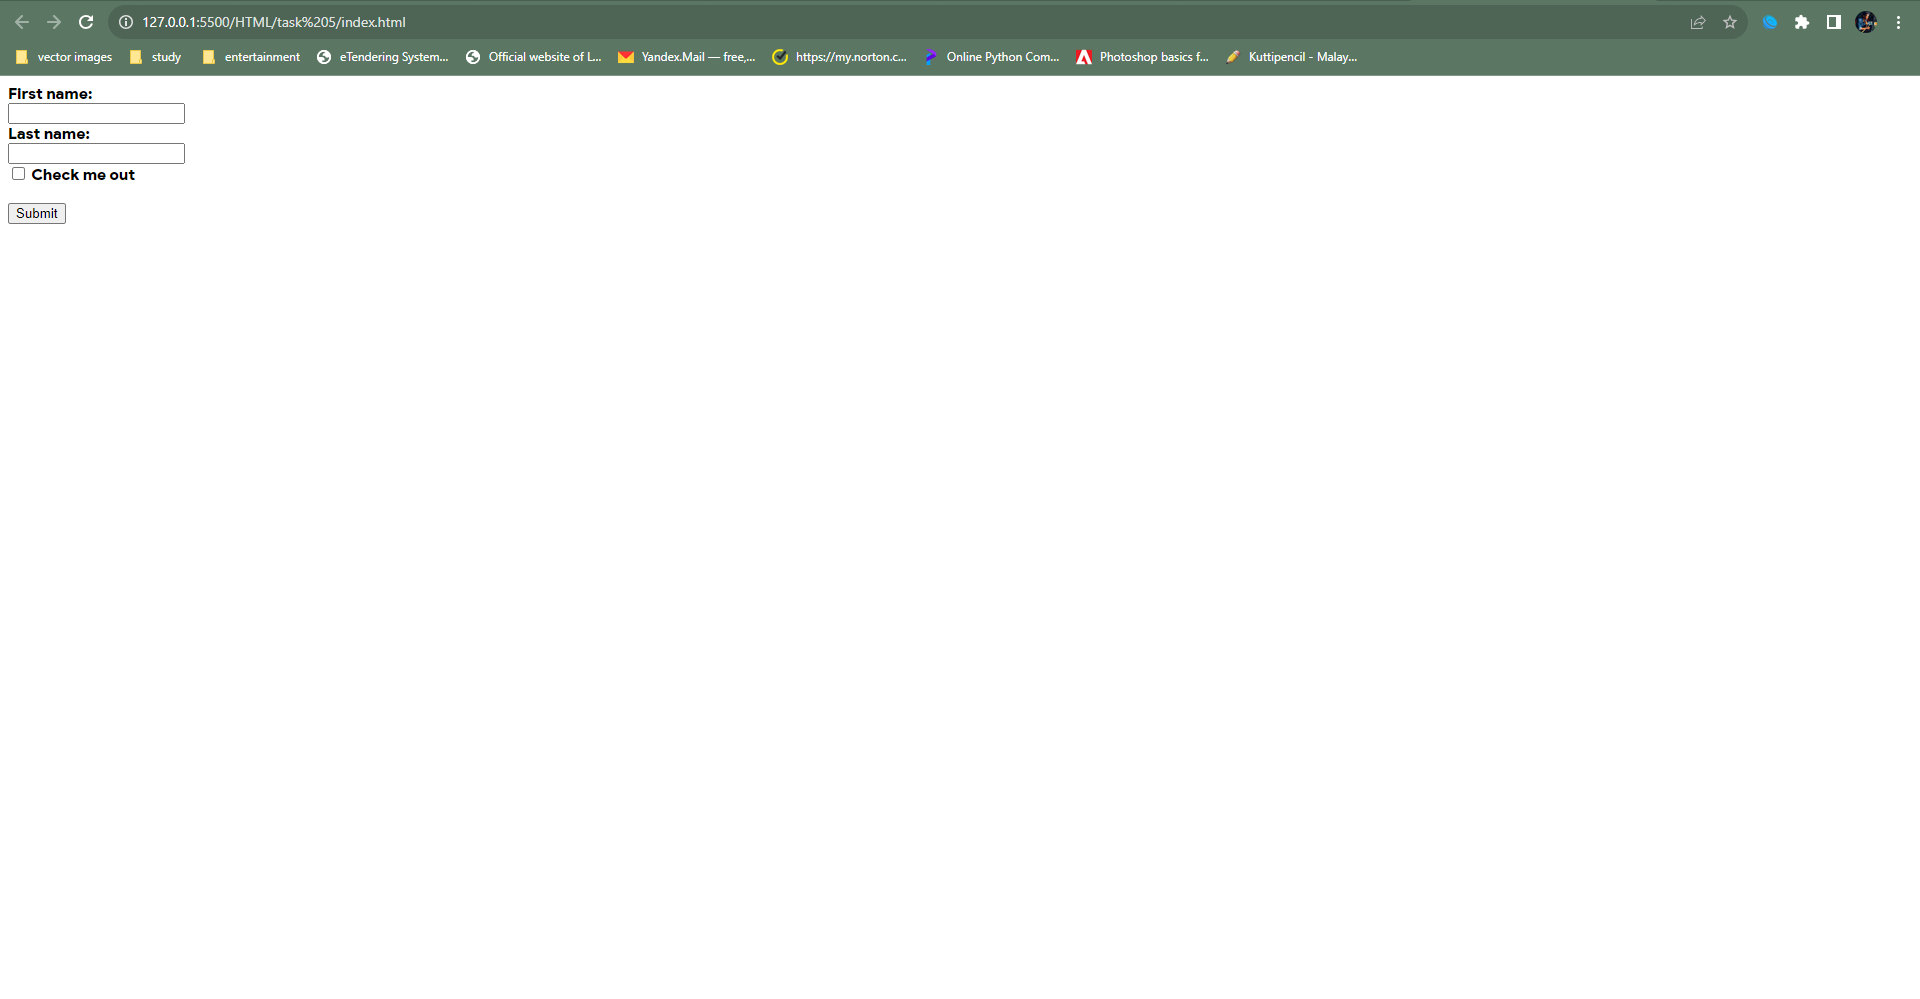 127.0.0.1:5500/HTML/task%205/index.html
vector images study entertainment eTendering System... Official website of L... Yandex.Mail — free,... https://my.norton.c... Online Python Com... Photoshop basics f... Kuttipencil - Malay...
First name:
Last name:
Check me out
Submit